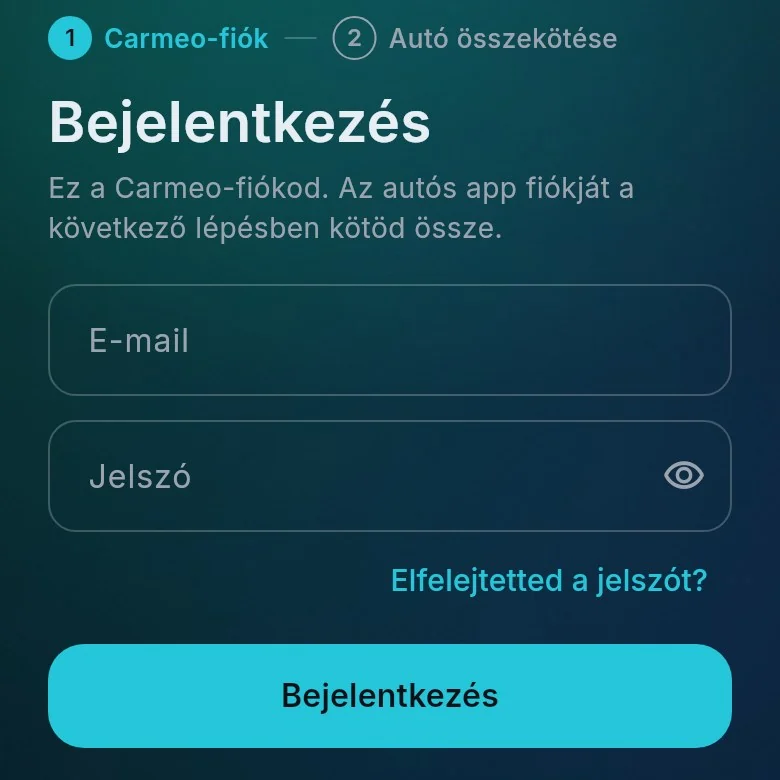 1 Carmeo-fiók — 2 Autó összekötése
Bejelentkezés
Ez a Carmeo-fiókod. Az autós app fiókját a
következő lépésben kötöd össze.
E-mail
Jelszó
Elfelejtetted a jelszót?
Bejelentkezés